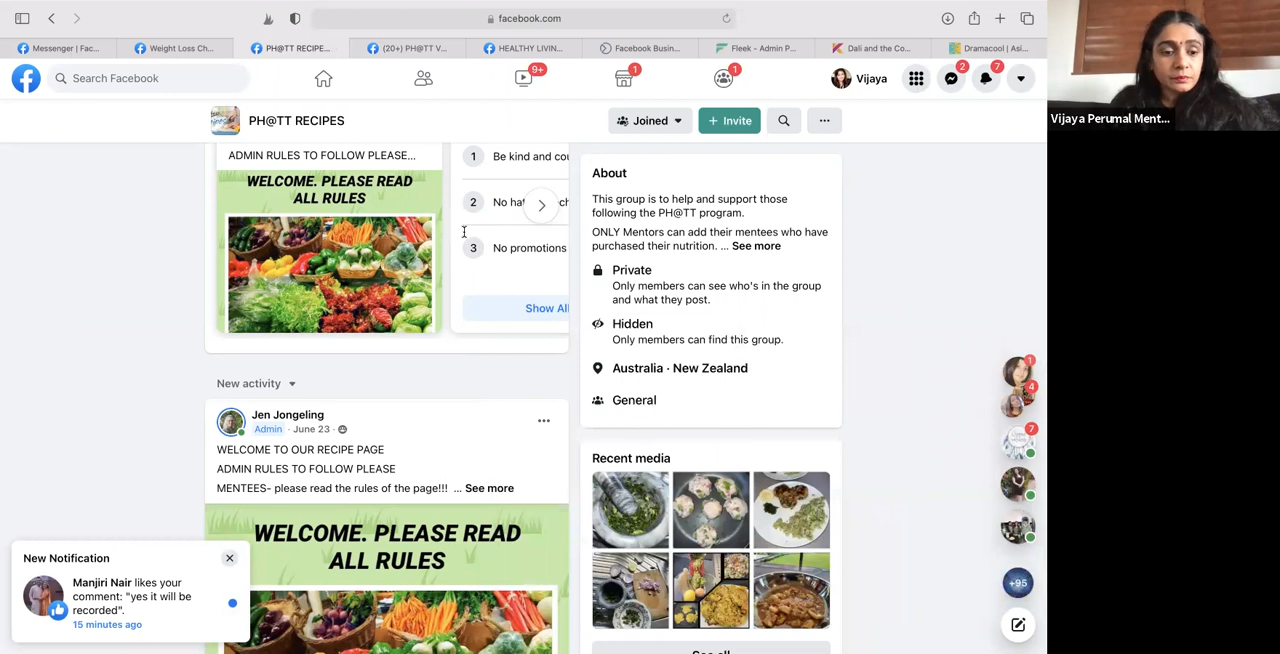 facebook.com
Messenger | Fac...
Weight Loss Ch...
PH@TT RECIPE...
(20+) PH@TT V...
HEALTHY LIVIN...
Facebook Busin...
Fleek - Admin P...
Dali and the Co...
Dramacool | Asi...
Search Facebook
9+
1
1
Vijaya
2
7
PH@TT RECIPES
Joined
+ Invite
ADMIN RULES TO FOLLOW PLEASE...
WELCOME. PLEASE READ
ALL RULES
1 Be kind and cou
2 No hat ch
3 No promotions
Show All
About
This group is to help and support those
following the PH@TT program.
ONLY Mentors can add their mentees who have
purchased their nutrition. ... See more
Private
Only members can see who's in the group
and what they post.
Hidden
Only members can find this group.
Australia · New Zealand
General
New activity
Jen Jongeling
Admin · June 23 ·
WELCOME TO OUR RECIPE PAGE
ADMIN RULES TO FOLLOW PLEASE
MENTEES- please read the rules of the page!!! ... See more
WELCOME. PLEASE READ
ALL RULES
Recent media
New Notification
Manjiri Nair likes your
comment: "yes it will be
recorded".
15 minutes ago
1
4
7
+95
Vijaya Perumal Ment...